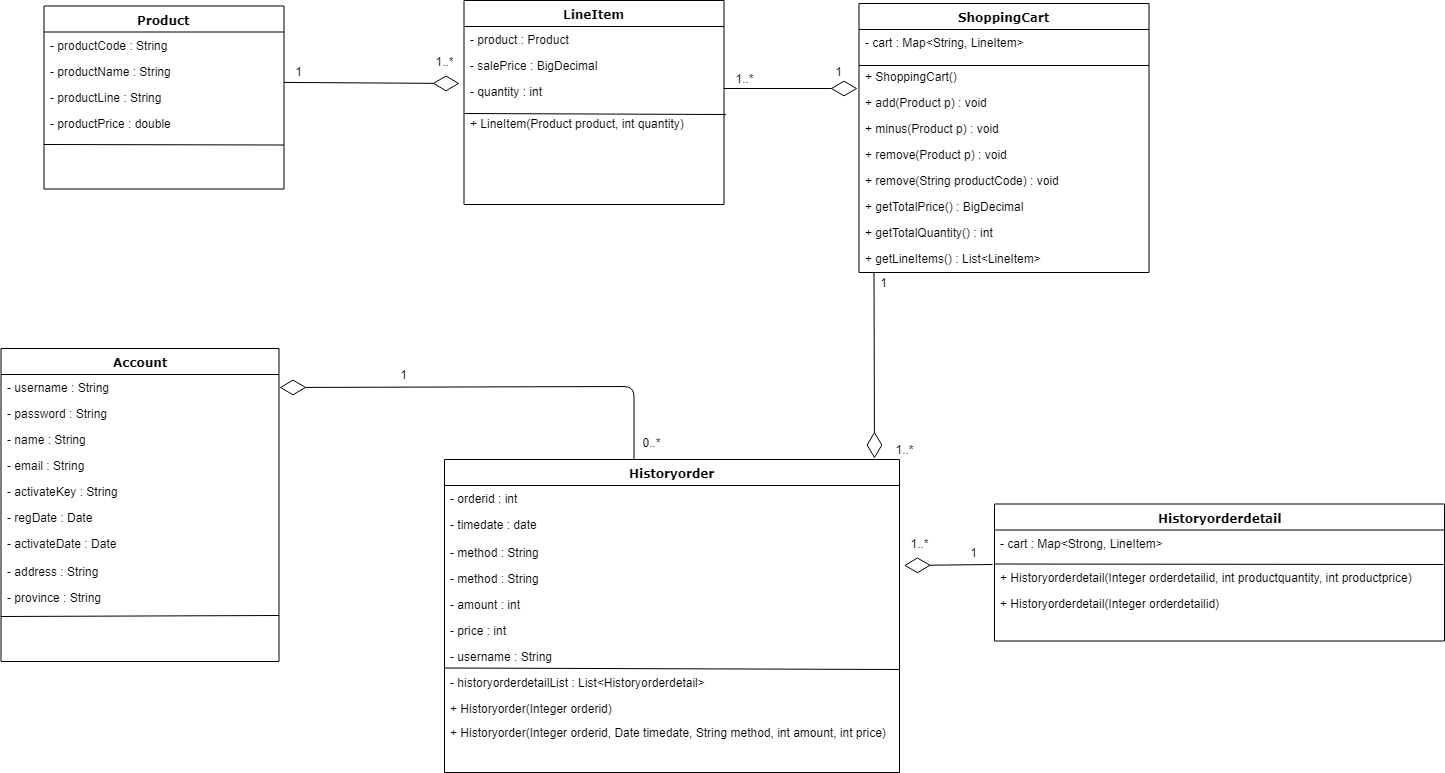 Product
- productCode : String
- productName : String
- productLine : String
- productPrice : double
1
1..*
LineItem
- product : Product
- salePrice : BigDecimal
- quantity : int
+ LineItem(Product product, int quantity)
1..*
1
ShoppingCart
- cart : Map<String, LineItem>
+ ShoppingCart()
+ add(Product p) : void
+ minus(Product p) : void
+ remove(Product p) : void
+ remove(String productCode) : void
+ getTotalPrice() : BigDecimal
+ getTotalQuantity() : int
+ getLineItems() : List<LineItem>
1
1..*
Account
- username : String
- password : String
- name : String
- email : String
- activateKey : String
- regDate : Date
- activateDate : Date
- address : String
- province : String
1
0..*
Historyorder
- orderid : int
- timedate : date
- method : String
- method : String
- amount : int
- price : int
- username : String
- historyorderdetailList : List<Historyorderdetail>
+ Historyorder(Integer orderid)
+ Historyorder(Integer orderid, Date timedate, String method, int amount, int price)
1..*
1
Historyorderdetail
- cart : Map<Strong, LineItem>
+ Historyorderdetail(Integer orderdetailid, int productquantity, int productprice)
+ Historyorderdetail(Integer orderdetailid)